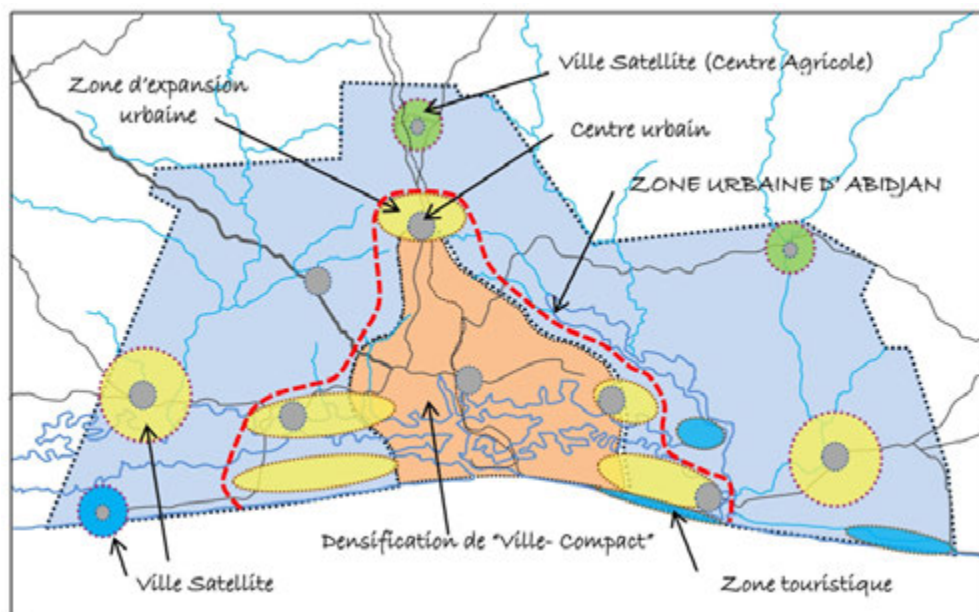 Ville Satellite (Centre Agricole)
Zone d'expansion
urbaine
Centre urbain
ZONE URBAINE D' ABIDJAN
Densification de "Ville- Compact"
Ville Satellite
Zone touristique